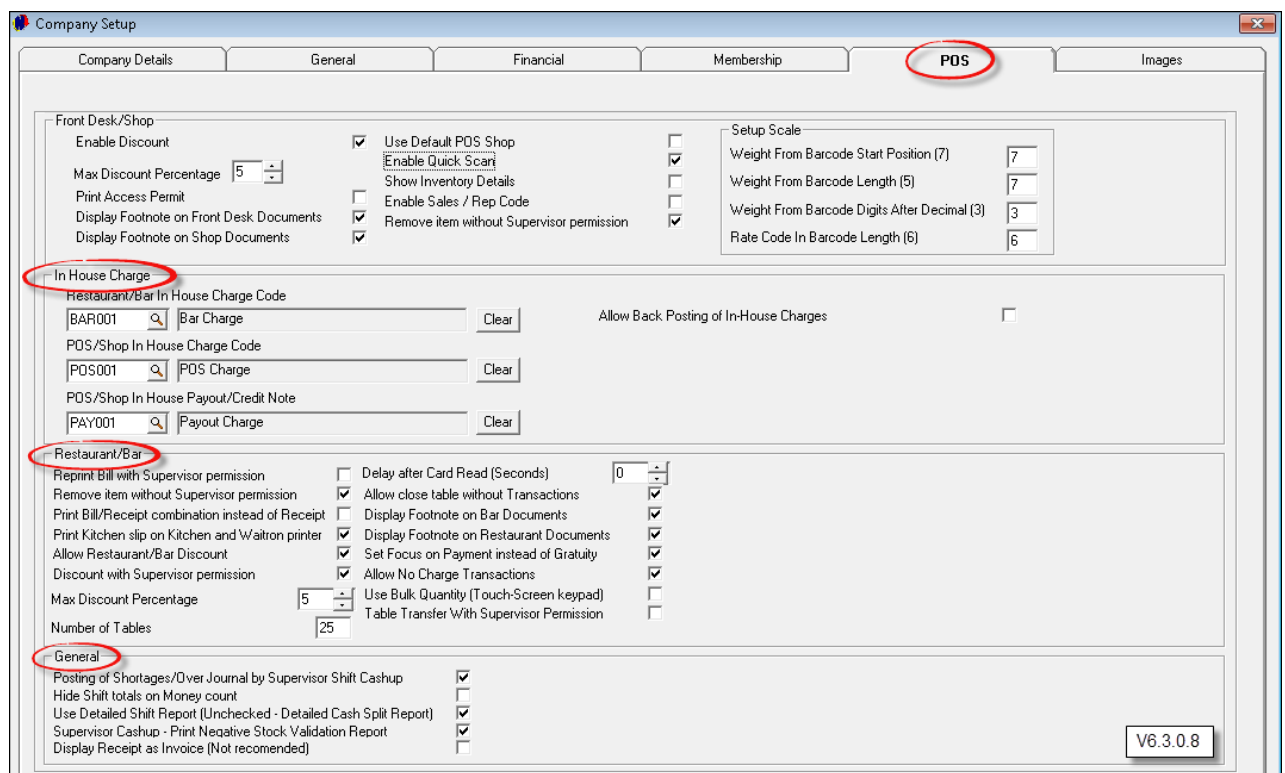 Company Setup
Company Details General Financial Membership POS Images
Front Desk/Shop
Enable Discount
Max Discount Percentage 5
Print Access Permit
Display Footnote on Front Desk Documents
Display Footnote on Shop Documents
Use Default POS Shop
Enable Quick Scan
Show Inventory Details
Enable Sales / Rep Code
Remove item without Supervisor permission
Setup Scale
Weight From Barcode Start Position (7) 7
Weight From Barcode Length (5) 7
Weight From Barcode Digits After Decimal (3) 3
Rate Code In Barcode Length (6) 6
In House Charge
Restaurant/Bar In House Charge Code
BAR001 Bar Charge Clear
Allow Back Posting of In-House Charges
POS/Shop In House Charge Code
POS001 POS Charge Clear
POS/Shop In House Payout/Credit Note
PAY001 Payout Charge Clear
Restaurant/Bar
Reprint Bill with Supervisor permission
Remove item without Supervisor permission
Print Bill/Receipt combination instead of Receipt
Print Kitchen slip on Kitchen and Waitron printer
Allow Restaurant/Bar Discount
Discount with Supervisor permission
Max Discount Percentage 5
Number of Tables 25
Delay after Card Read (Seconds) 0
Allow close table without Transactions
Display Footnote on Bar Documents
Display Footnote on Restaurant Documents
Set Focus on Payment instead of Gratuity
Allow No Charge Transactions
Use Bulk Quantity (Touch-Screen keypad)
Table Transfer With Supervisor Permission
General
Posting of Shortages/Over Journal by Supervisor Shift Cashup
Hide Shift totals on Money count
Use Detailed Shift Report (Unchecked - Detailed Cash Split Report)
Supervisor Cashup - Print Negative Stock Validation Report
Display Receipt as Invoice (Not recomended)
V6.3.0.8